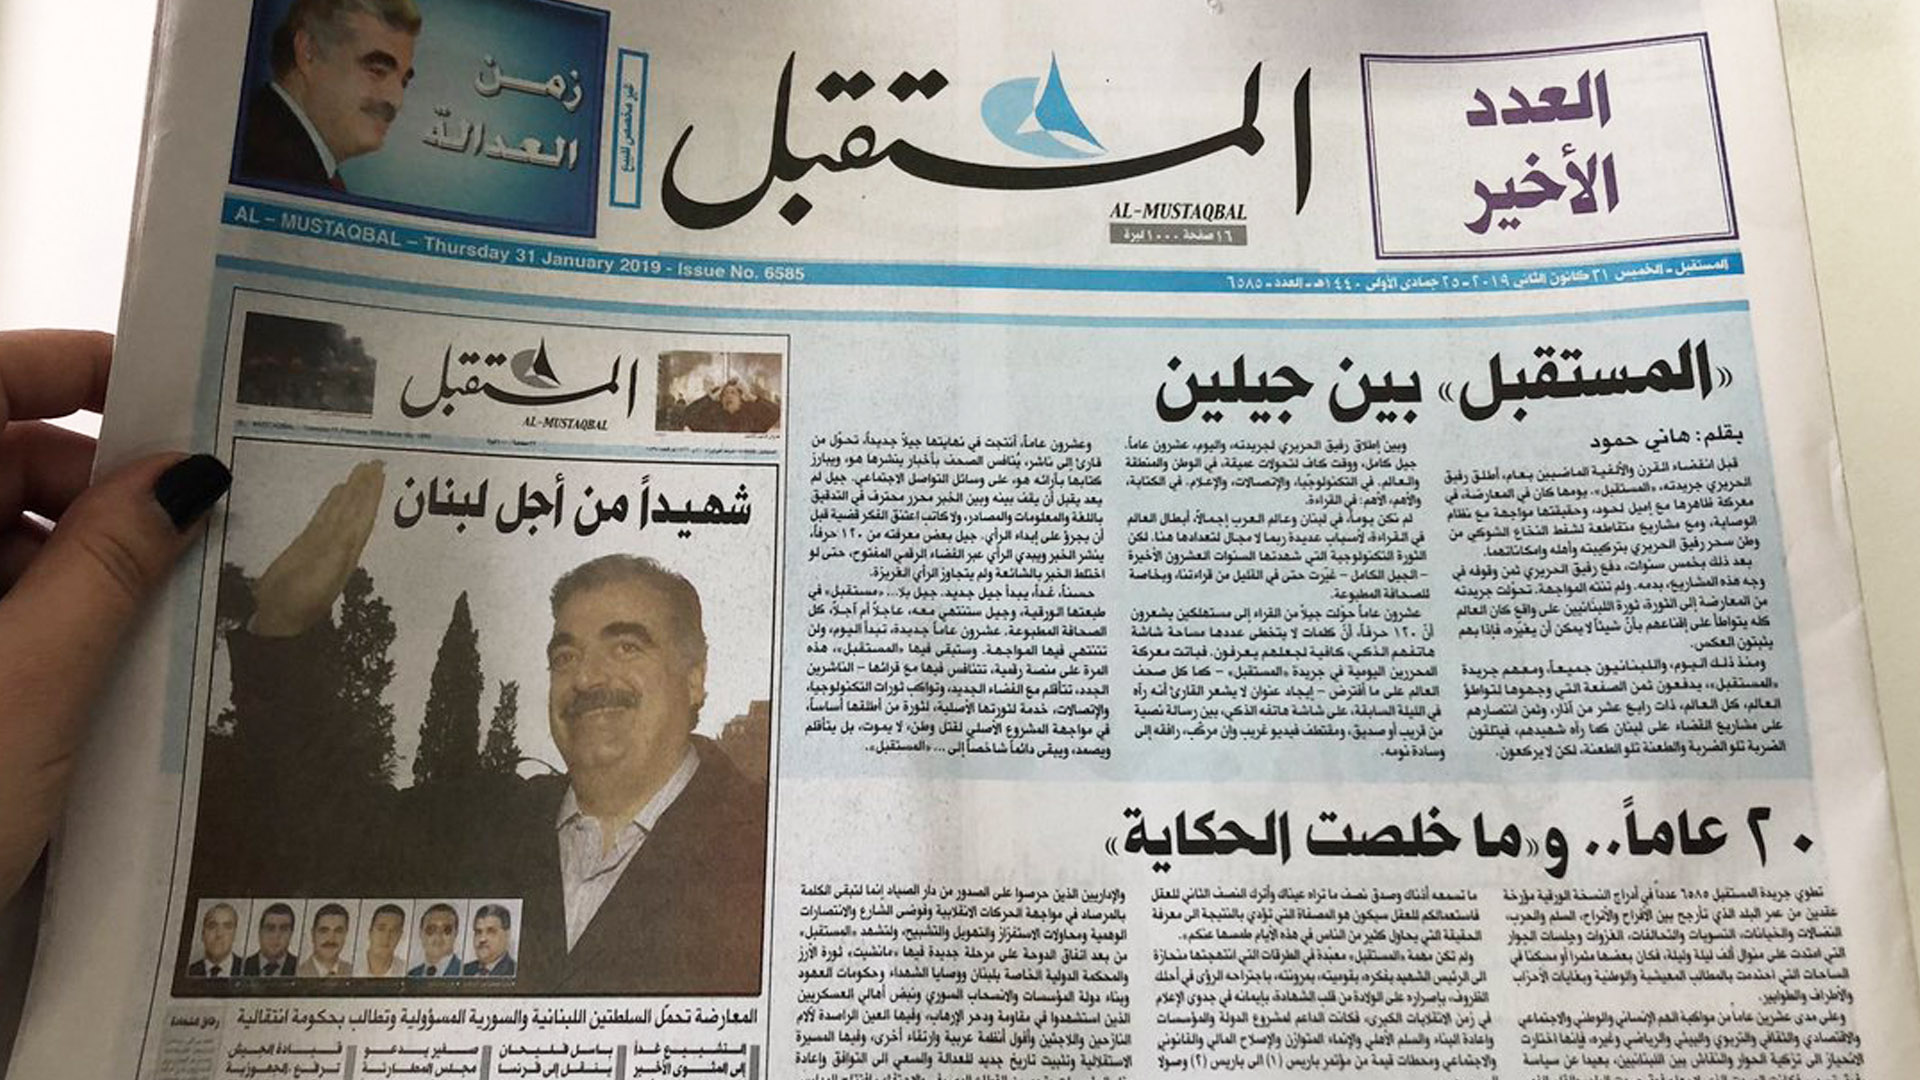 زمن
العدالة
غير مخصص للبيع
المستقبل
AL-MUSTAQBAL
١٦ صفحة ١٠٠٠ ليرة
العدد
الأخير
AL – MUSTAQBAL – Thursday 31 January 2019 - Issue No. 6585
المستقبل - الخميس ٣١ كانون الثاني ٢٠١٩ - ٢٥ جمادى الأولى ١٤٤٠هـ - العدد - ٦٥٨٥
«المستقبل» بين جيلين
بقلم: هاني حمود
قبل انقضاء القرن والألفية الماضيين بعام، أطلق رفيق
الحريري جريدته، «المستقبل». يومها كان في المعارضة، في
معركة ظاهرها مع إميل لحود، وحقيقتها مواجهة مع نظام
الوصاية، ومع مشاريع متقاطعة لشفط النخاع الشوكي من
وطن سحر رفيق الحريري بتركيبته وأهله وإمكاناتهما.
بعد ذلك بخمس سنوات، دفع رفيق الحريري ثمن وقوفه في
وجه هذه المشاريع، بدمه. ولم تنته المواجهة. تحوّلت جريدته
من المعارضة إلى الثورة، ثورة اللبنانيين على واقع كان العالم
كله يتواطأ على إقناعهم بأنّ شيئاً لا يمكن أن يغيّره، فإذا بهم
يثبتون العكس.
ومنذ ذلك اليوم، واللبنانيون جميعاً، ومعهم جريدة
«المستقبل»، يدفعون ثمن الصفعة التي وجهوها لتواطؤ
العالم، كل العالم، ذات رابع عشر من آذار، وثمن انتصارهم
على مشاريع القضاء على لبنان كما رآه شهيدهم، فيتلقون
الضربة تلو الضربة والطعنة تلو الطعنة، لكن لا يركعون.
وبين إطلاق رفيق الحريري لجريدته، واليوم، عشرون عاماً.
جيل كامل، ووقت كاف لتحولات عميقة، في الوطن والمنطقة
والعالم. في التكنولوجيا، والإتصالات، والإعلام. في الكتابة،
والأهم، الأهم: في القراءة.
لم نكن يوماً، في لبنان وعالم العرب إجمالاً، أبطال العالم
في القراءة، لأسباب عديدة ربما لا مجال لتعدادها هنا. لكن
الثورة التكنولوجية التي شهدتها السنوات العشرون الأخيرة
- الجيل الكامل - غيّرت حتى في القليل من قراءتنا، وبخاصة
للصحافة المطبوعة.
عشرون عاماً حوّلت جيلاً من القراء إلى مستهلكين يشعرون
أنّ ١٢٠ حرفاً، أنّ كلمات لا يتخطى عددها مساحة شاشة
هاتفهم الذكي، كافية لجعلهم يعرفون. فباتت معركة
المحررين اليومية في جريدة «المستقبل» - كما كل صحف
العالم على ما أفترض - إيجاد عنوان لا يشعر القارئ أنه رآه
في الليلة السابقة، على شاشة هاتفه الذكي، بين رسالة نصية
من قريب أو صديق، ومقتطف فيديو غريب وإن مركّب، رافقه إلى
وسادة نومه.
وعشرون عاماً، أنتجت في نهايتها جيلاً جديداً، تحوّل من
قارئ إلى ناشر، يُنافس الصحف بأخبار ينشرها هو، ويبارز
كتابها بآرائه هو، على وسائل التواصل الاجتماعي. جيل لم
يعد يقبل أن يقف بينه وبين الخبر محرر محترف في التدقيق
باللغة والمعلومات والمصادر، ولا كاتب اعتنق الفكر قضية قبل
أن يجرؤ على إبداء الرأي. جيل بعض معرفته من ١٢٠ حرفاً،
ينشر الخبر ويبدي الرأي عبر الفضاء الرقمي المفتوح، حتى لو
اختلط الخبر بالشائعة ولم يتجاوز الرأي الغريزة.
حسناً، غداً، يبدأ جيل جديد. جيل بلا... «مستقبل» في
طبعتها الورقية، وجيل ستنتهي معه، عاجلاً أم آجلاً، كل
الصحافة المطبوعة. عشرون عاماً جديدة، تبدأ اليوم، ولن
تنتهي فيها المواجهة. وستبقى فيها «المستقبل»، هذه
المرة على منصة رقمية، تتنافس فيها مع قرائها - الناشرين
الجدد، تتأقلم مع الفضاء الجديد، وتواكب ثورات التكنولوجيا،
والإتصالات، خدمة لثورتها الأصلية، لثورة من أطلقها أساساً،
في مواجهة المشروع الأصلي لقتل وطن، لا يموت، بل يتأقلم
ويصمد، ويبقى دائماً شاخصاً إلى ... «المستقبل».
المستقبل
AL-MUSTAQBAL
شهيداً من أجل لبنان
المعارضة تحمّل السلطتين اللبنانية والسورية المسؤولية وتطالب بحكومة انتقالية
التشييع غداً
إلى المثوى الأخير
باسل فليحان
ينقل إلى فرنسا
صفير يدعو
مجلس المطارنة
قيادة الجيش
ترفع الجهوزية
٢٠ عاماً.. و«ما خلصت الحكاية»
تطوي جريدة المستقبل ٦٥٨٥ عدداً في أدراج النسخة الورقية مؤرخة
عقدين من عمر البلد الذي تأرجح بين الأفراح والأتراح، السلم والحرب،
النضالات والخيانات، التسويات والتحالفات، الغزوات وجلسات الحوار
التي امتدت على منوال ألف ليلة وليلة، فكان بعضها مثمراً أو مسكناً في
الساحات التي احتدمت بالمطالب المعيشية والوطنية وبغايات الأحزاب
والأطراف والطوابير.
وعلى مدى عشرين عاماً من مواكبة الهم الإنساني والوطني والاجتماعي
والاقتصادي والثقافي والتربوي والبيئي والرياضي وغيره، فإنها اختارت
الانحياز الى تزكية الحوار والنقاش بين اللبنانيين، بعيداً عن سياسة
ما تسمعه أذناك وصدق نصف ما تراه عيناك وأترك النصف الثاني للعقل
فاستعمالكم للعقل سيكون هو المصفاة التي تؤدي بالنتيجة الى معرفة
الحقيقة التي يحاول كثير من الناس في هذه الأيام طمسها عنكم».
ولم تكن مهمة «المستقبل» معبّدة في الطرقات التي انتهجتها منحازة
الى الرئيس الشهيد بفكره، بقوميته، بمرونته، باجتراحه الرؤى في أحلك
الظروف، بإصراره على الولادة من قلب الشهادة، بإيمانه في جدوى الإعلام
في زمن الانقلابات الكبرى، فكانت الداعم لمشروع الدولة والمؤسسات
وإعادة البناء والسلم الأهلي والإنماء المتوازن والإصلاح المالي والقانوني
والاجتماعي ومحطات قيمة من مؤتمر باريس (١) الى باريس (٢) وصولا
والإداريين الذين حرصوا على الصدور من دار الصياد إنما لتبقى الكلمة
بالمرصاد في مواجهة الحركات الانقلابية وفوضى الشارع والانتصارات
الوهمية ومحاولات الاستفزاز والتهويل والتشبيح، ولتشهد «المستقبل»
من بعد اتفاق الدوحة على مرحلة جديدة فيها «مانشيت» ثورة الأرز
والمحكمة الدولية الخاصة بلبنان ووصايا الشهداء وحكومات العهود
وبناء دولة المؤسسات والانسحاب السوري ونبض أهالي العسكريين
الذين استشهدوا في مقاومة ودحر الإرهاب، وفيها العين الراصدة لآلام
النازحين واللاجئين وأفول أنظمة عربية وارتقاء أخرى، وفيها المسيرة
الاستقلالية وتثبيت تاريخ جديد للعدالة والسعي الى التوافق وإعادة